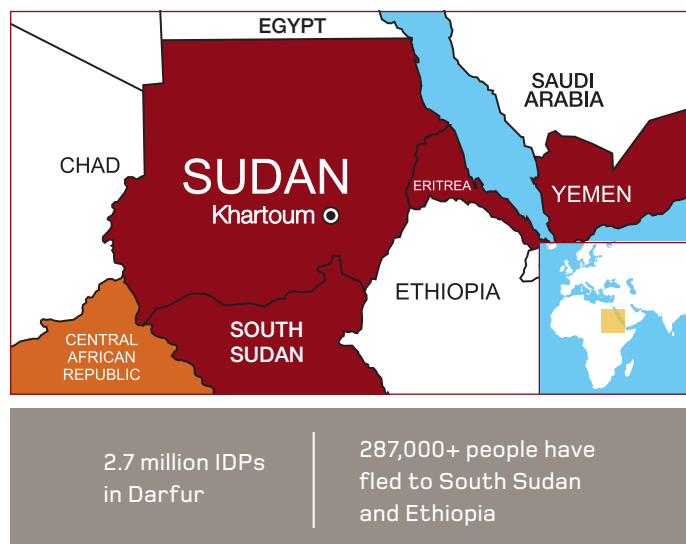 EGYPT
SAUDI
ARABIA
CHAD
SUDAN
ERITREA
YEMEN
Khartoum
ETHIOPIA
SOUTH
SUDAN
CENTRAL
AFRICAN
REPUBLIC
2.7 million IDPs
in Darfur
287,000+ people have
fled to South Sudan
and Ethiopia